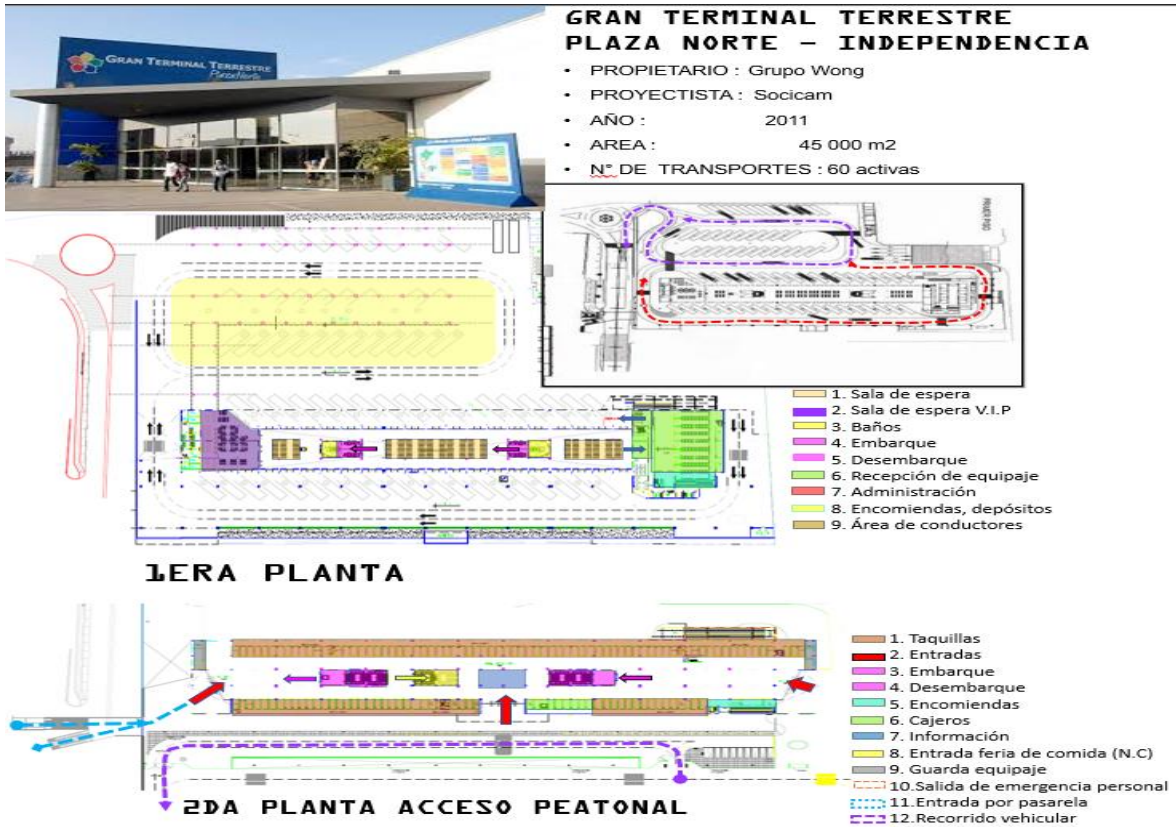 GRAN TERMINAL TERRESTRE
PlazaNorte
GRAN TERMINAL TERRESTRE
PLAZA NORTE – INDEPENDENCIA
• PROPIETARIO : Grupo Wong
• PROYECTISTA : Socicam
• AÑO : 2011
• AREA : 45 000 m2
• N° DE TRANSPORTES : 60 activas
PRIMER PISO
1. Sala de espera
2. Sala de espera V.I.P
3. Baños
4. Embarque
5. Desembarque
6. Recepción de equipaje
7. Administración
8. Encomiendas, depósitos
9. Área de conductores
1ERA PLANTA
1. Taquillas
2. Entradas
3. Embarque
4. Desembarque
5. Encomiendas
6. Cajeros
7. Información
8. Entrada feria de comida (N.C)
9. Guarda equipaje
10.Salida de emergencia personal
11.Entrada por pasarela
12.Recorrido vehicular
2DA PLANTA ACCESO PEATONAL